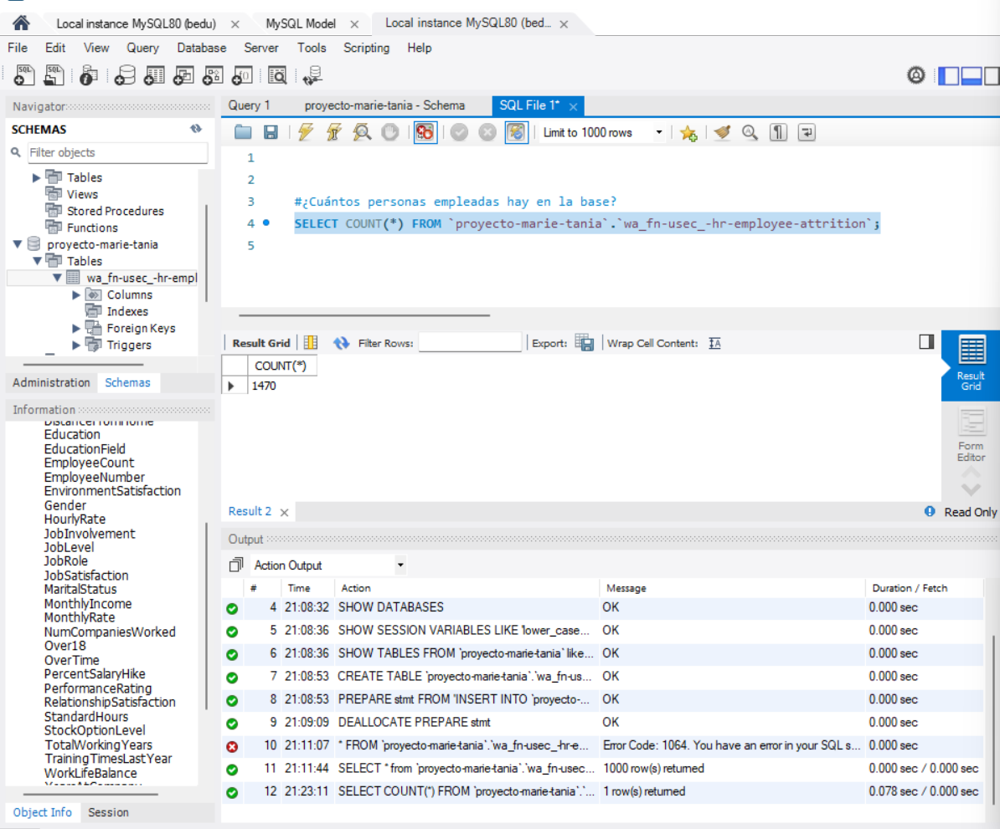 Local instance MySQL80 (bedu) × MySQL Model × Local instance MySQL80 (bed... ×
File Edit View Query Database Server Tools Scripting Help
Navigator
SCHEMAS
Filter objects
Tables
Views
Stored Procedures
Functions
proyecto-marie-tania
Tables
wa_fn-usec_-hr-empl
Columns
Indexes
Foreign Keys
Triggers
Administration Schemas
Information
DistanceFromHome
Education
EducationField
EmployeeCount
EmployeeNumber
EnvironmentSatisfaction
Gender
HourlyRate
JobInvolvement
JobLevel
JobRole
JobSatisfaction
MaritalStatus
MonthlyIncome
MonthlyRate
NumCompaniesWorked
Over18
OverTime
PercentSalaryHike
PerformanceRating
RelationshipSatisfaction
StandardHours
StockOptionLevel
TotalWorkingYears
TrainingTimesLastYear
WorkLifeBalance
YearsAtCompany
Object Info Session
Query 1 proyecto-marie-tania - Schema SQL File 1* ×
Limit to 1000 rows
1
2
3 #¿Cuántos personas empleadas hay en la base?
4 SELECT COUNT(*) FROM `proyecto-marie-tania`.`wa_fn-usec_-hr-employee-attrition`;
5
Result Grid Filter Rows: Export: Wrap Cell Content:
COUNT(*)
1470
Result
Grid
Form
Editor
Result 2 × Read Only
Output
Action Output
# Time Action Message Duration / Fetch
4 21:08:32 SHOW DATABASES OK 0.000 sec
5 21:08:36 SHOW SESSION VARIABLES LIKE 'lower_case... OK 0.000 sec
6 21:08:36 SHOW TABLES FROM `proyecto-marie-tania` like... OK 0.000 sec
7 21:08:53 CREATE TABLE `proyecto-marie-tania`.`wa_fn-us... OK 0.000 sec
8 21:08:53 PREPARE stmt FROM 'INSERT INTO `proyecto-... OK 0.000 sec
9 21:09:09 DEALLOCATE PREPARE stmt OK 0.000 sec
10 21:11:07 * FROM `proyecto-marie-tania`.`wa_fn-usec_-hr-e... Error Code: 1064. You have an error in your SQL s... 0.000 sec
11 21:11:44 SELECT * from `proyecto-marie-tania`.`wa_fn-usec... 1000 row(s) returned 0.000 sec / 0.000 sec
12 21:23:11 SELECT COUNT(*) FROM `proyecto-marie-tania`.`... 1 row(s) returned 0.078 sec / 0.000 sec